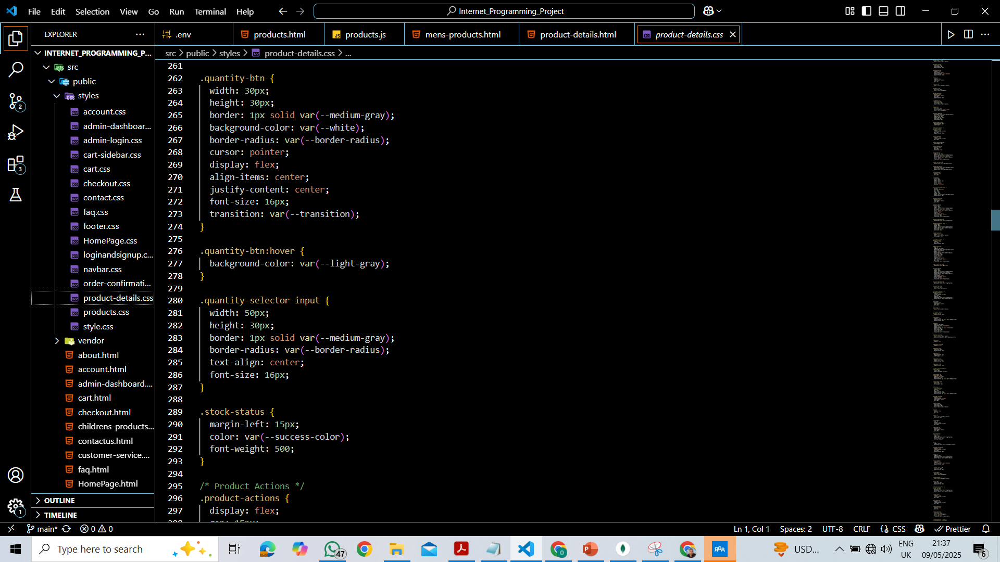 File Edit Selection View Go Run Terminal Help
Internet_Programming_Project
EXPLORER
.env
products.html
products.js
mens-products.html
product-details.html
product-details.css
src > public > styles > product-details.css > ...
INTERNET_PROGRAMMING_P...
src
public
styles
account.css
admin-dashboar...
admin-login.css
cart-sidebar.css
cart.css
checkout.css
contact.css
faq.css
footer.css
HomePage.css
loginandsignup.c...
navbar.css
order-confirmati...
product-details.css
products.css
style.css
vendor
about.html
account.html
admin-dashboard....
cart.html
checkout.html
childrens-products...
contactus.html
customer-service....
faq.html
HomePage.html
OUTLINE
TIMELINE
2
3
1
261
262 .quantity-btn {
263 width: 30px;
264 height: 30px;
265 border: 1px solid var(--medium-gray);
266 background-color: var(--white);
267 border-radius: var(--border-radius);
268 cursor: pointer;
269 display: flex;
270 align-items: center;
271 justify-content: center;
272 font-size: 16px;
273 transition: var(--transition);
274 }
275
276 .quantity-btn:hover {
277 background-color: var(--light-gray);
278 }
279
280 .quantity-selector input {
281 width: 50px;
282 height: 30px;
283 border: 1px solid var(--medium-gray);
284 border-radius: var(--border-radius);
285 text-align: center;
286 font-size: 16px;
287 }
288
289 .stock-status {
290 margin-left: 15px;
291 color: var(--success-color);
292 font-weight: 500;
293 }
294
295 /* Product Actions */
296 .product-actions {
297 display: flex;
main* 0 0
Ln 1, Col 1 Spaces: 2 UTF-8 CRLF CSS Prettier
Type here to search
47
USD...
ENG
UK
21:37
09/05/2025
6